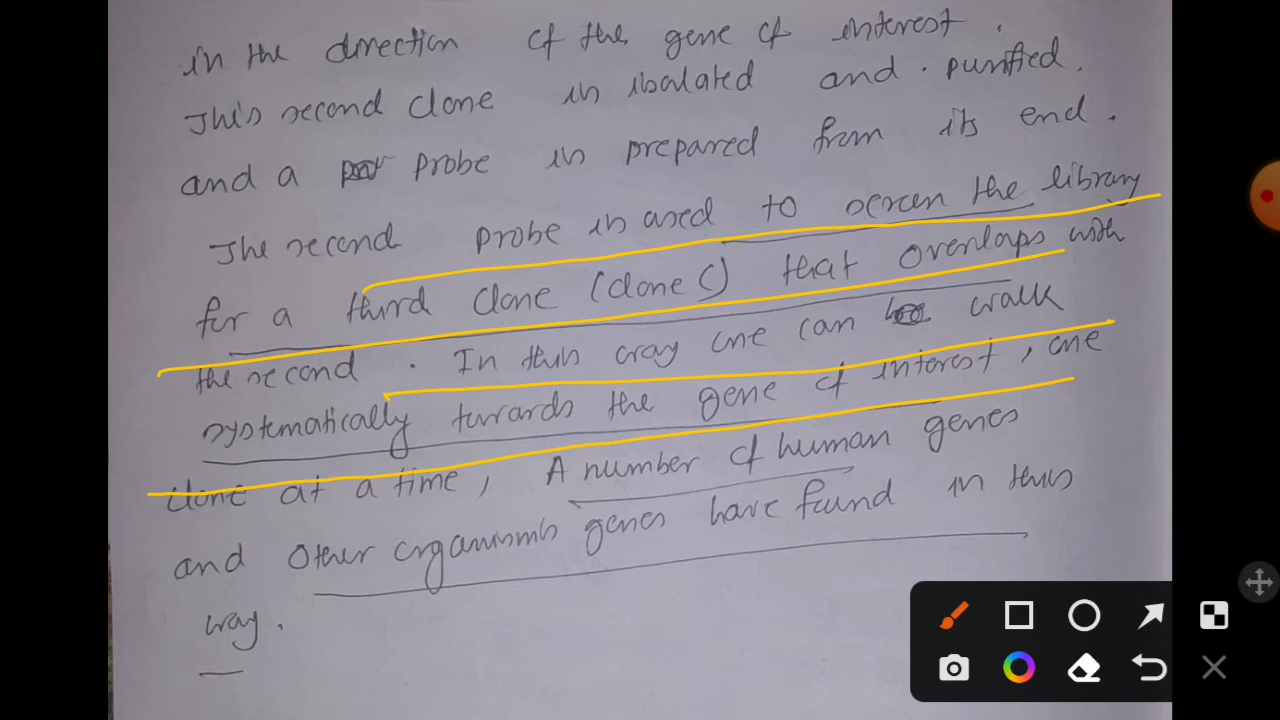 in the direction of the gene of interest.
This second clone is isolated and purified.
and a probe is prepared from its end.
The second probe is used to screen the library
for a third clone (clone C) that overlaps with
the second. In this way one can walk
systematically towards the gene of interest, one
clone at a time, A number of human genes
and other organisms genes have found in this
way.